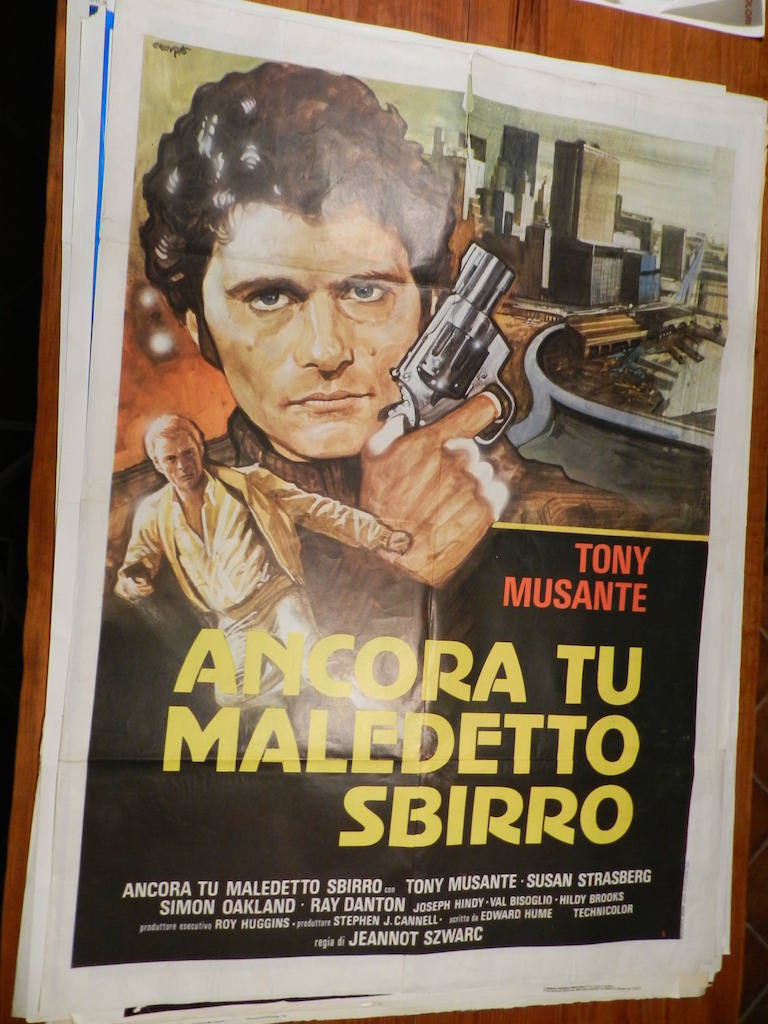 TONY
MUSANTE
ANCORA TU
MALEDETTO
SBIRRO
ANCORA TU MALEDETTO SBIRRO con TONY MUSANTE · SUSAN STRASBERG
SIMON OAKLAND · RAY DANTON JOSEPH HINDY · VAL BISOGLIO · HILDY BROOKS
produttore esecutivo ROY HUGGINS · produttore STEPHEN J. CANNELL · scritto da EDWARD HUME TECHNICOLOR
regia di JEANNOT SZWARC